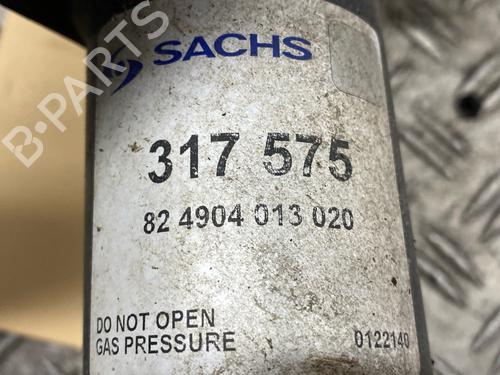 SACHS
B-PARTS
317 575
82 4904 013 020
DO NOT OPEN
GAS PRESSURE
0122140